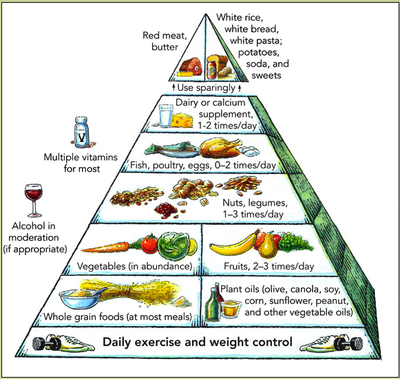 Red meat,
butter
White rice,
white bread,
white pasta;
potatoes,
soda, and
sweets
Use sparingly
Dairy or calcium
supplement,
1-2 times/day
V
Multiple vitamins
for most
Fish, poultry, eggs, 0–2 times/day
Nuts, legumes,
1–3 times/day
Alcohol in
moderation
(if appropriate)
Vegetables (in abundance)
Fruits, 2–3 times/day
Whole grain foods (at most meals)
Plant oils (olive, canola, soy,
corn, sunflower, peanut,
and other vegetable oils)
Daily exercise and weight control